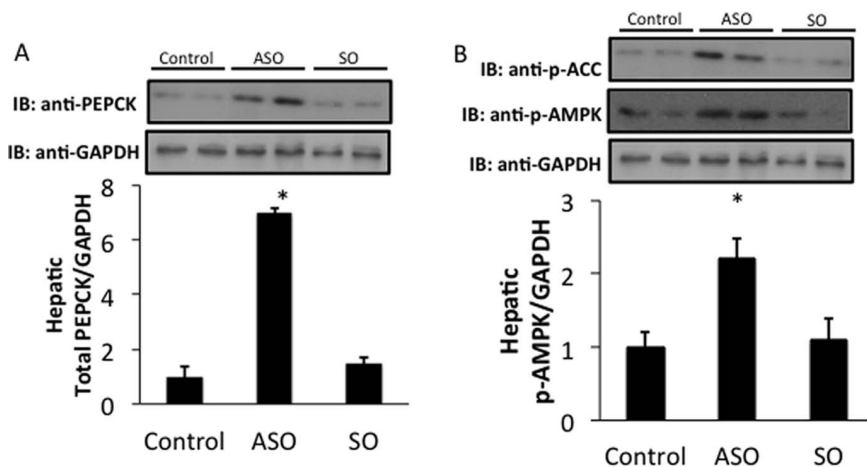 A
Control ASO SO
IB: anti-PEPCK
IB: anti-GAPDH
Hepatic
Total PEPCK/GAPDH
8
6
4
2
0
*
Control ASO SO
B
Control ASO SO
IB: anti-p-ACC
IB: anti-p-AMPK
IB: anti-GAPDH
Hepatic
p-AMPK/GAPDH
3
2
1
0
*
Control ASO SO